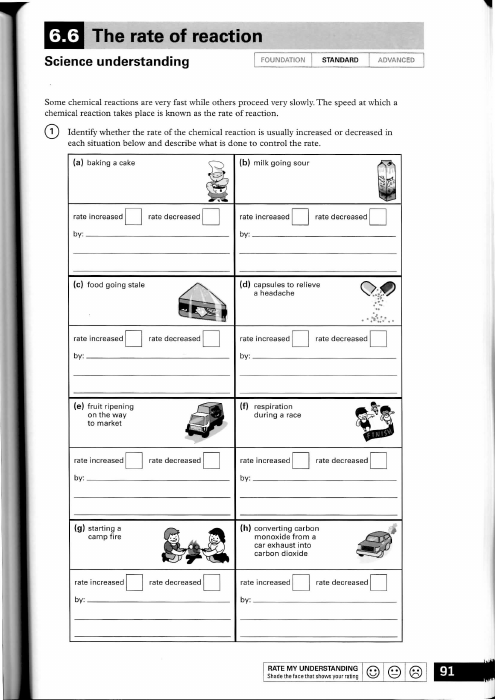 6.6 The rate of reaction
Science understanding
FOUNDATION STANDARD ADVANCED
Some chemical reactions are very fast while others proceed very slowly. The speed at which a
chemical reaction takes place is known as the rate of reaction.
1 Identify whether the rate of the chemical reaction is usually increased or decreased in
each situation below and describe what is done to control the rate.
(a) baking a cake
rate increased rate decreased
by:
(b) milk going sour
rate increased rate decreased
by:
(c) food going stale
rate increased rate decreased
by:
(d) capsules to relieve
a headache
rate increased rate decreased
by:
(e) fruit ripening
on the way
to market
rate increased rate decreased
by:
(f) respiration
during a race
FINISH
rate increased rate decreased
by:
(g) starting a
camp fire
rate increased rate decreased
by:
(h) converting carbon
monoxide from a
car exhaust into
carbon dioxide
rate increased rate decreased
by:
RATE MY UNDERSTANDING
Shade the face that shows your rating
91